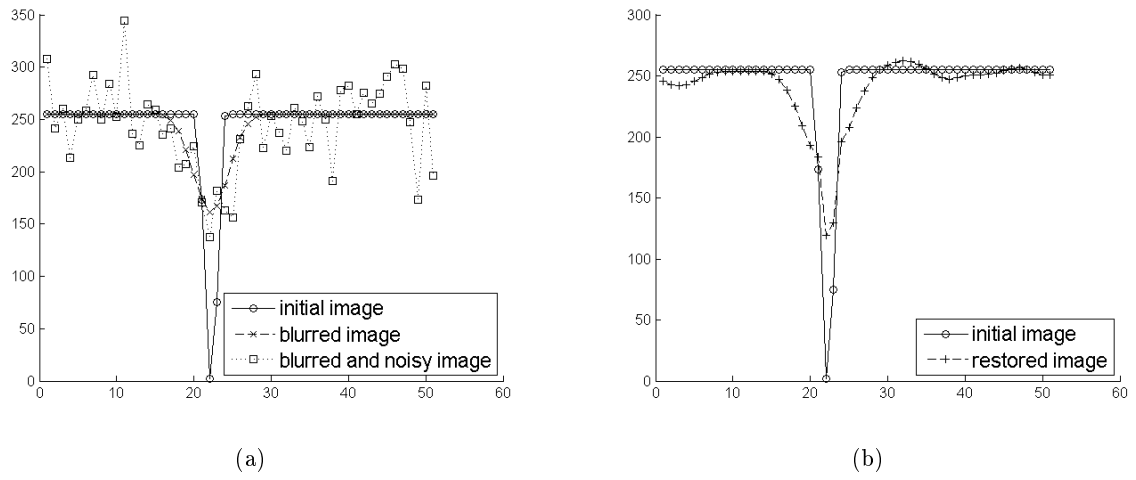 350
300
250
200
150
100
50
0
0 10 20 30 40 50 60
initial image
blurred image
blurred and noisy image
(a)
300
250
200
150
100
50
0
0 10 20 30 40 50 60
initial image
restored image
(b)